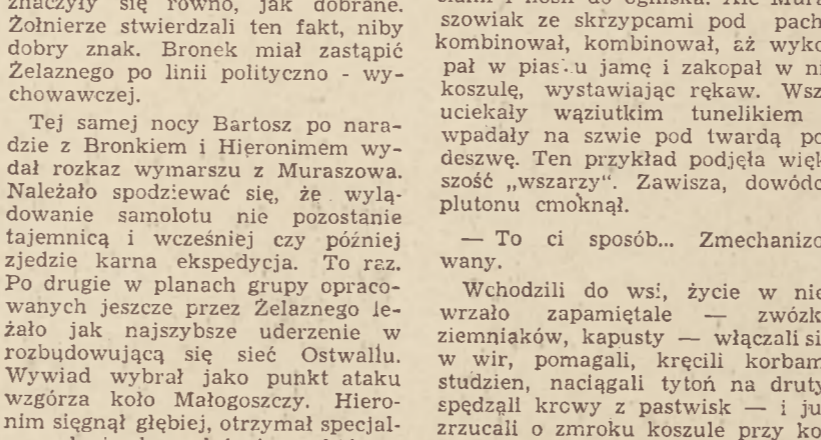 znaczyły się równo, jak dobrane.
Żołnierze stwierdzali ten fakt, niby
dobry znak. Bronek miał zastąpić
Żelaznego po linii polityczno - wy-
chowawczej.
Tej samej nocy Bartosz po nara-
dzie z Bronkiem i Hieronimem wy-
dał rozkaz wymarszu z Muraszowa.
Należało spodziewać się, że wylą-
dowanie samolotu nie pozostanie
tajemnicą i wcześniej czy później
zjedzie karna ekspedycja. To raz.
Po drugie w planach grupy opraco-
wanych jeszcze przez Żelaznego le-
żało jak najszybsze uderzenie w
rozbudowującą się sieć Ostwallu.
Wywiad wybrał jako punkt ataku
wzgórza koło Małogoszczy. Hiero-
nim sięgnął głębiej, otrzymał specjal-
do ogniska. Ale
szowiak ze skrzypcami pod pach
kombinował, kombinował, aż wyko
pał w piasku jamę i zakopał w ni
koszulę, wystawiając rękaw. Wsz
uciekały wąziutkim tunelikiem
wpadały na szwie pod twardą po
deszwę. Ten przykład podjęła więk
szość „wszarzy“. Zawisza, dowódc
plutonu cmoknął.
— To ci sposób... Zmechanizo
wany.
Wchodzili do wsi, życie w nie
wrzało zapamiętale — zwózk
ziemniaków, kapusty — włączali si
w wir, pomagali, kręcili korbam
studzien, naciągali tytoń na druty
spędzali krowy z pastwisk — i ju
zrzucali o zmroku koszule przy ko